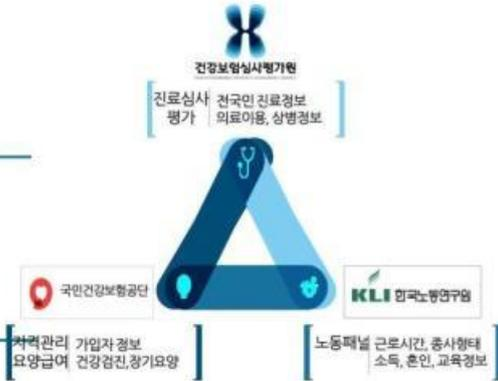 건강보험심사평가원
진료심사 전국민 진료정보
평가 의료이용, 상병정보
국민건강보험공단
KLI 한국노동연구원
자격관리 가입자 정보
요양급여 건강검진,장기요양
노동패널 근로시간, 종사형태
소득, 혼인, 교육정보